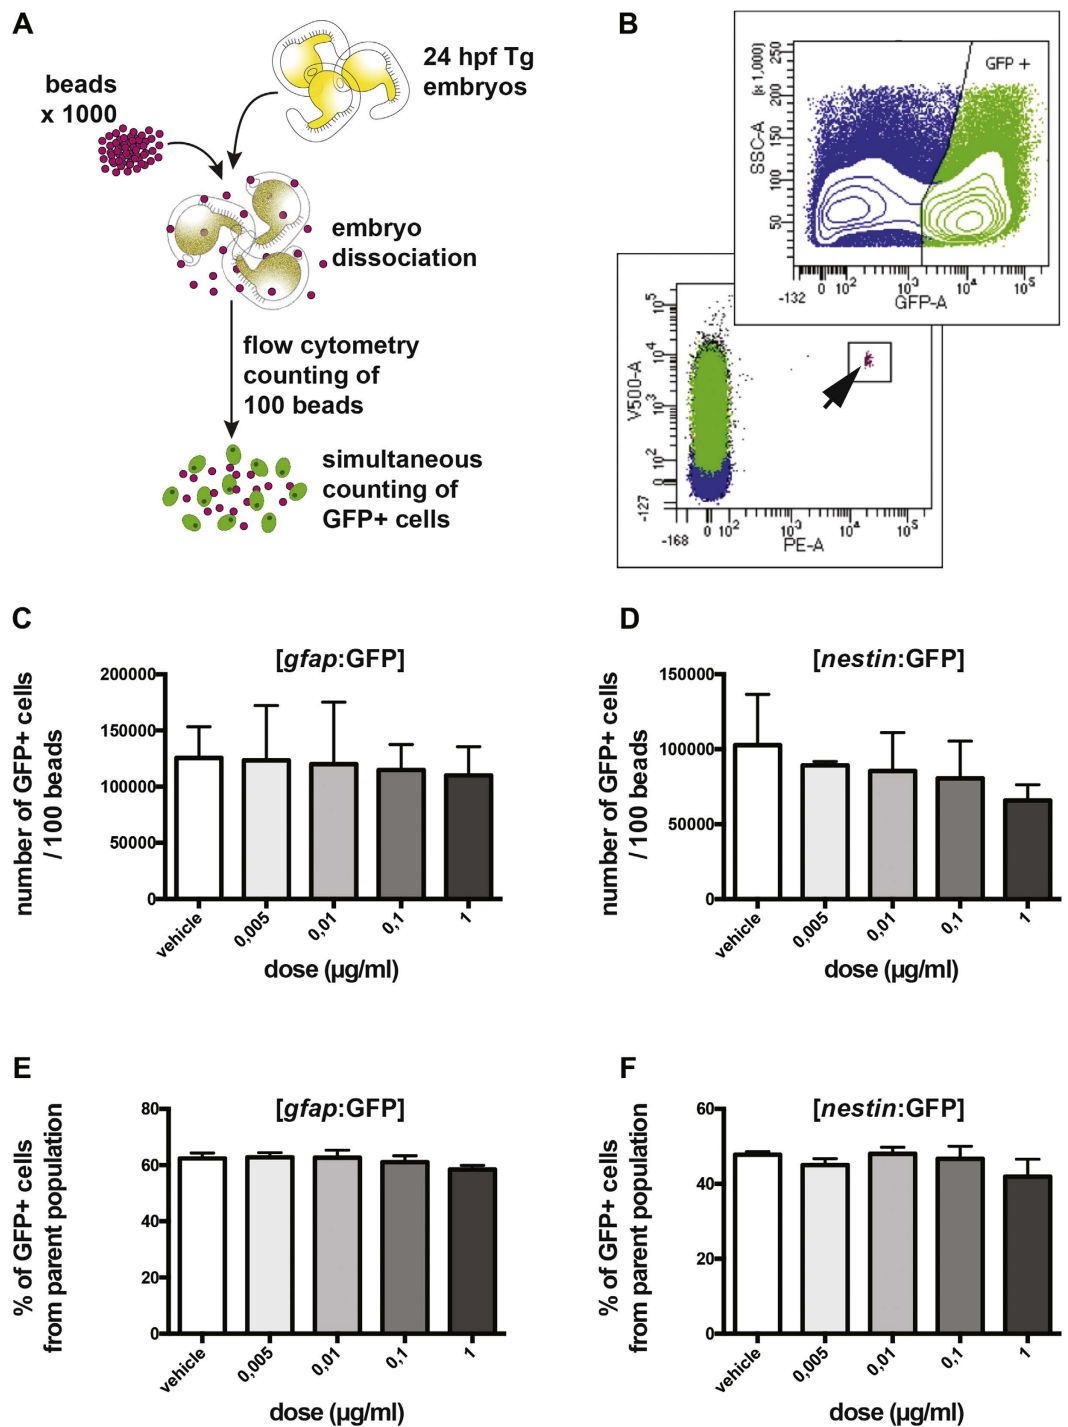 A
beads
x 1000
24 hpf Tg
embryos
embryo
dissociation
flow cytometry
counting of
100 beads
simultaneous
counting of
GFP+ cells
B
GFP +
(x 1,000)
SSC-A
250
200
150
100
50
-132
0 10² 10³ 10⁴ 10⁵
GFP-A
V500-A
10⁵
10⁴
10³
10²
0
-127
-168
0 10² 10³ 10⁴ 10⁵
PE-A
C
[gfap:GFP]
number of GFP+ cells
/ 100 beads
200000
150000
100000
50000
0
vehicle 0,005 0,01 0,1 1
dose (µg/ml)
D
[nestin:GFP]
number of GFP+ cells
/ 100 beads
150000
100000
50000
0
vehicle 0,005 0,01 0,1 1
dose (µg/ml)
E
[gfap:GFP]
% of GFP+ cells
from parent population
80
60
40
20
0
vehicle 0,005 0,01 0,1 1
dose (µg/ml)
F
[nestin:GFP]
% of GFP+ cells
from parent population
60
40
20
0
vehicle 0,005 0,01 0,1 1
dose (µg/ml)